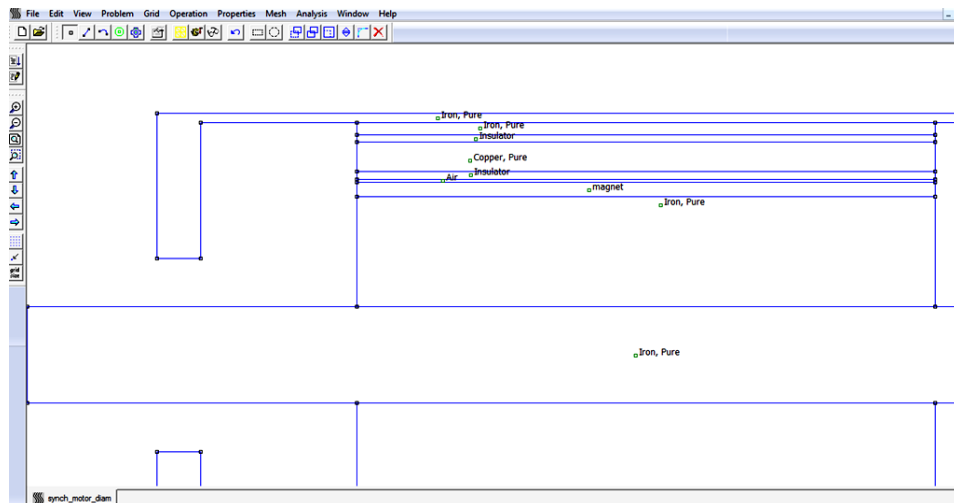 File Edit View Problem Grid Operation Properties Mesh Analysis Window Help
Iron, Pure
Iron, Pure
Insulator
Copper, Pure
Insulator
Air
magnet
Iron, Pure
Iron, Pure
synch_motor_diam